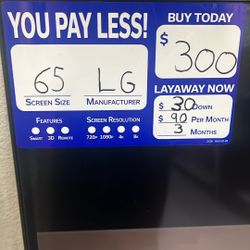 YOU PAY LESS!
BUY TODAY
$ 300
65 LG
SCREEN SIZE MANUFACTURER
LAYAWAY NOW
$ 30 DOWN
$ 90 PER MONTH
3 MONTHS
FEATURES SCREEN RESOLUTION
SMART 3D REMOTE 720P 1080P 4K 8K